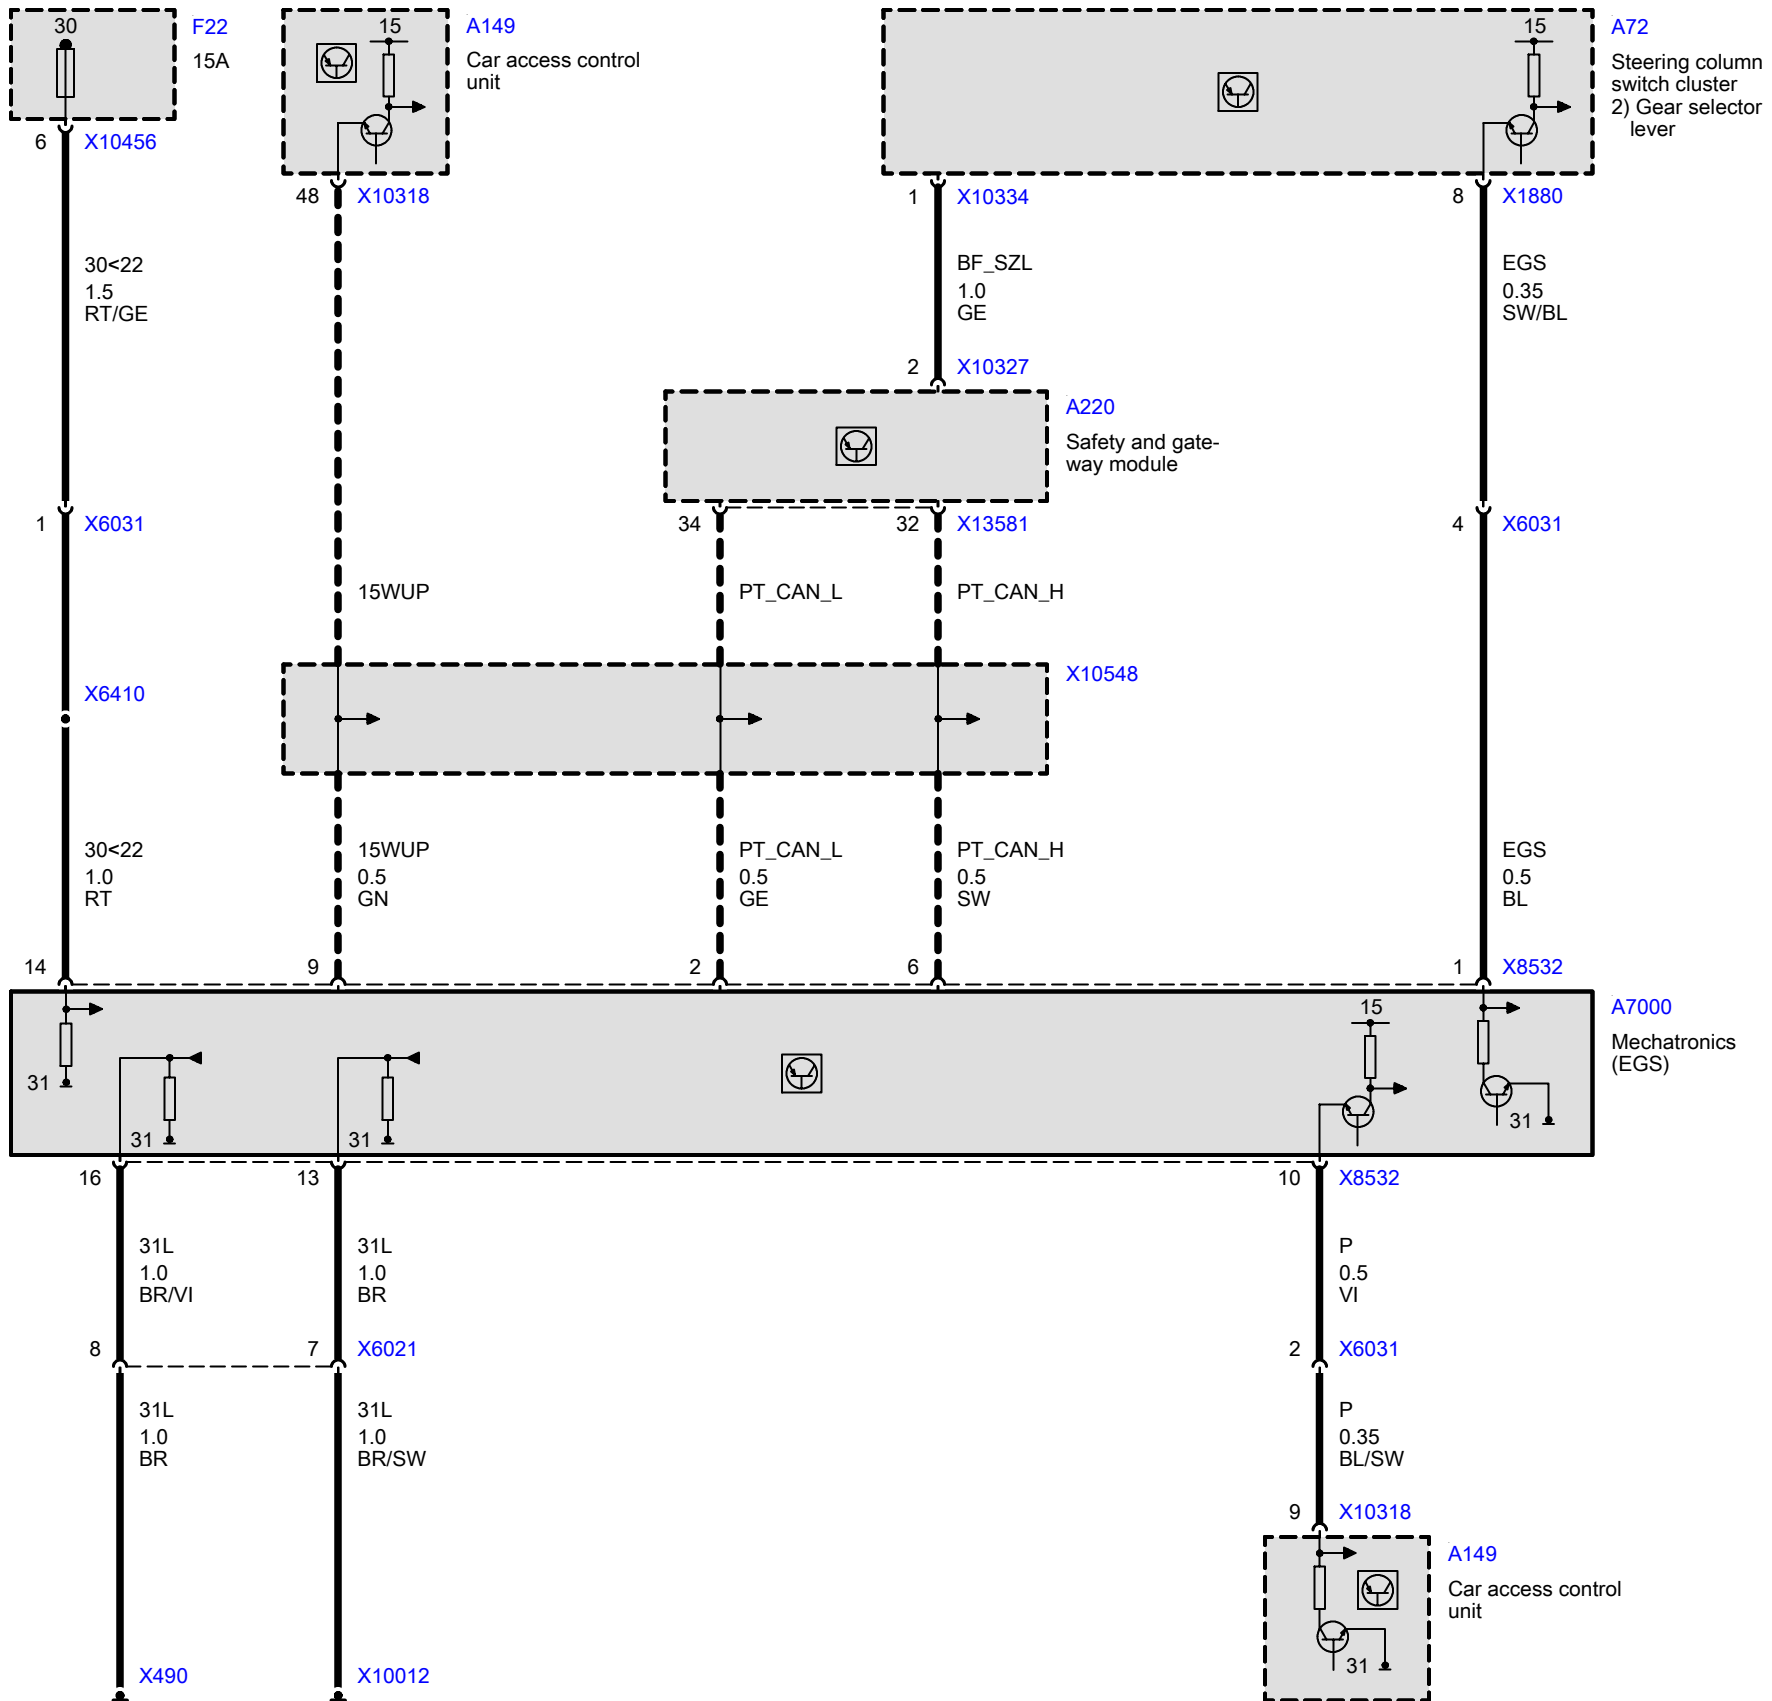 30
F22
15A
15
A149
Car access control
unit
15
A72
Steering column
switch cluster
2) Gear selector
lever
6
X10456
48
X10318
1
X10334
8
X1880
30<22
1.5
RT/GE
BF_SZL
1.0
GE
EGS
0.35
SW/BL
2
X10327
A220
Safety and gate-
way module
1
X6031
34
32
X13581
4
X6031
15WUP
PT_CAN_L
PT_CAN_H
X6410
X10548
30<22
1.0
RT
15WUP
0.5
GN
PT_CAN_L
0.5
GE
PT_CAN_H
0.5
SW
EGS
0.5
BL
14
9
2
6
1
X8532
31
31
31
15
31
A7000
Mechatronics
(EGS)
16
13
10
X8532
31L
1.0
BR/VI
31L
1.0
BR
P
0.5
VI
8
7
X6021
2
X6031
31L
1.0
BR
31L
1.0
BR/SW
P
0.35
BL/SW
9
X10318
31
A149
Car access control
unit
X490
X10012